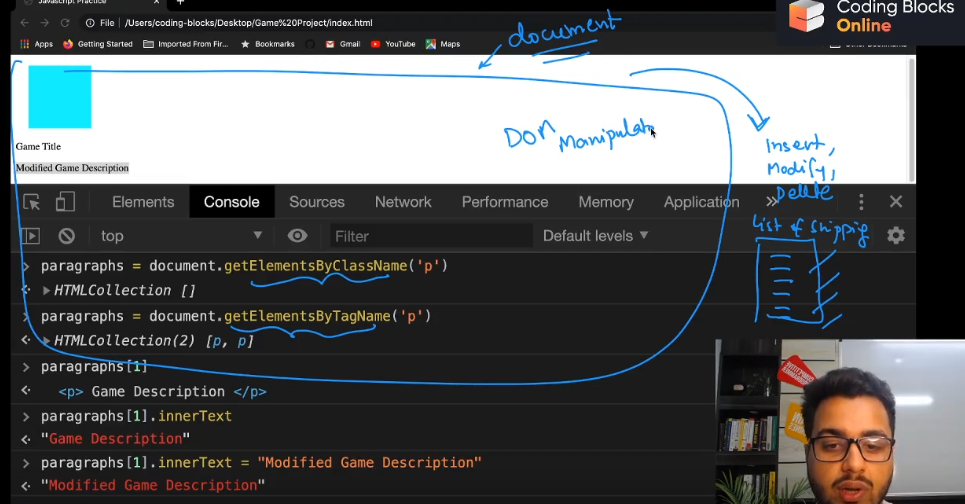 Javascript Practice
File | /Users/coding-blocks/Desktop/Game%20Project/index.html
Apps Getting Started Imported From Fir... Bookmarks Gmail YouTube Maps
Coding Blocks
Online
document
DOM Manipulat
Insert,
Modify,
Delete
List of shipping
Game Title
Modified Game Description
Elements Console Sources Network Performance Memory Application »
top Filter Default levels
> paragraphs = document.getElementsByClassName('p')
HTMLCollection []
> paragraphs = document.getElementsByTagName('p')
HTMLCollection(2) [p, p]
> paragraphs[1]
<p> Game Description </p>
> paragraphs[1].innerText
"Game Description"
> paragraphs[1].innerText = "Modified Game Description"
"Modified Game Description"